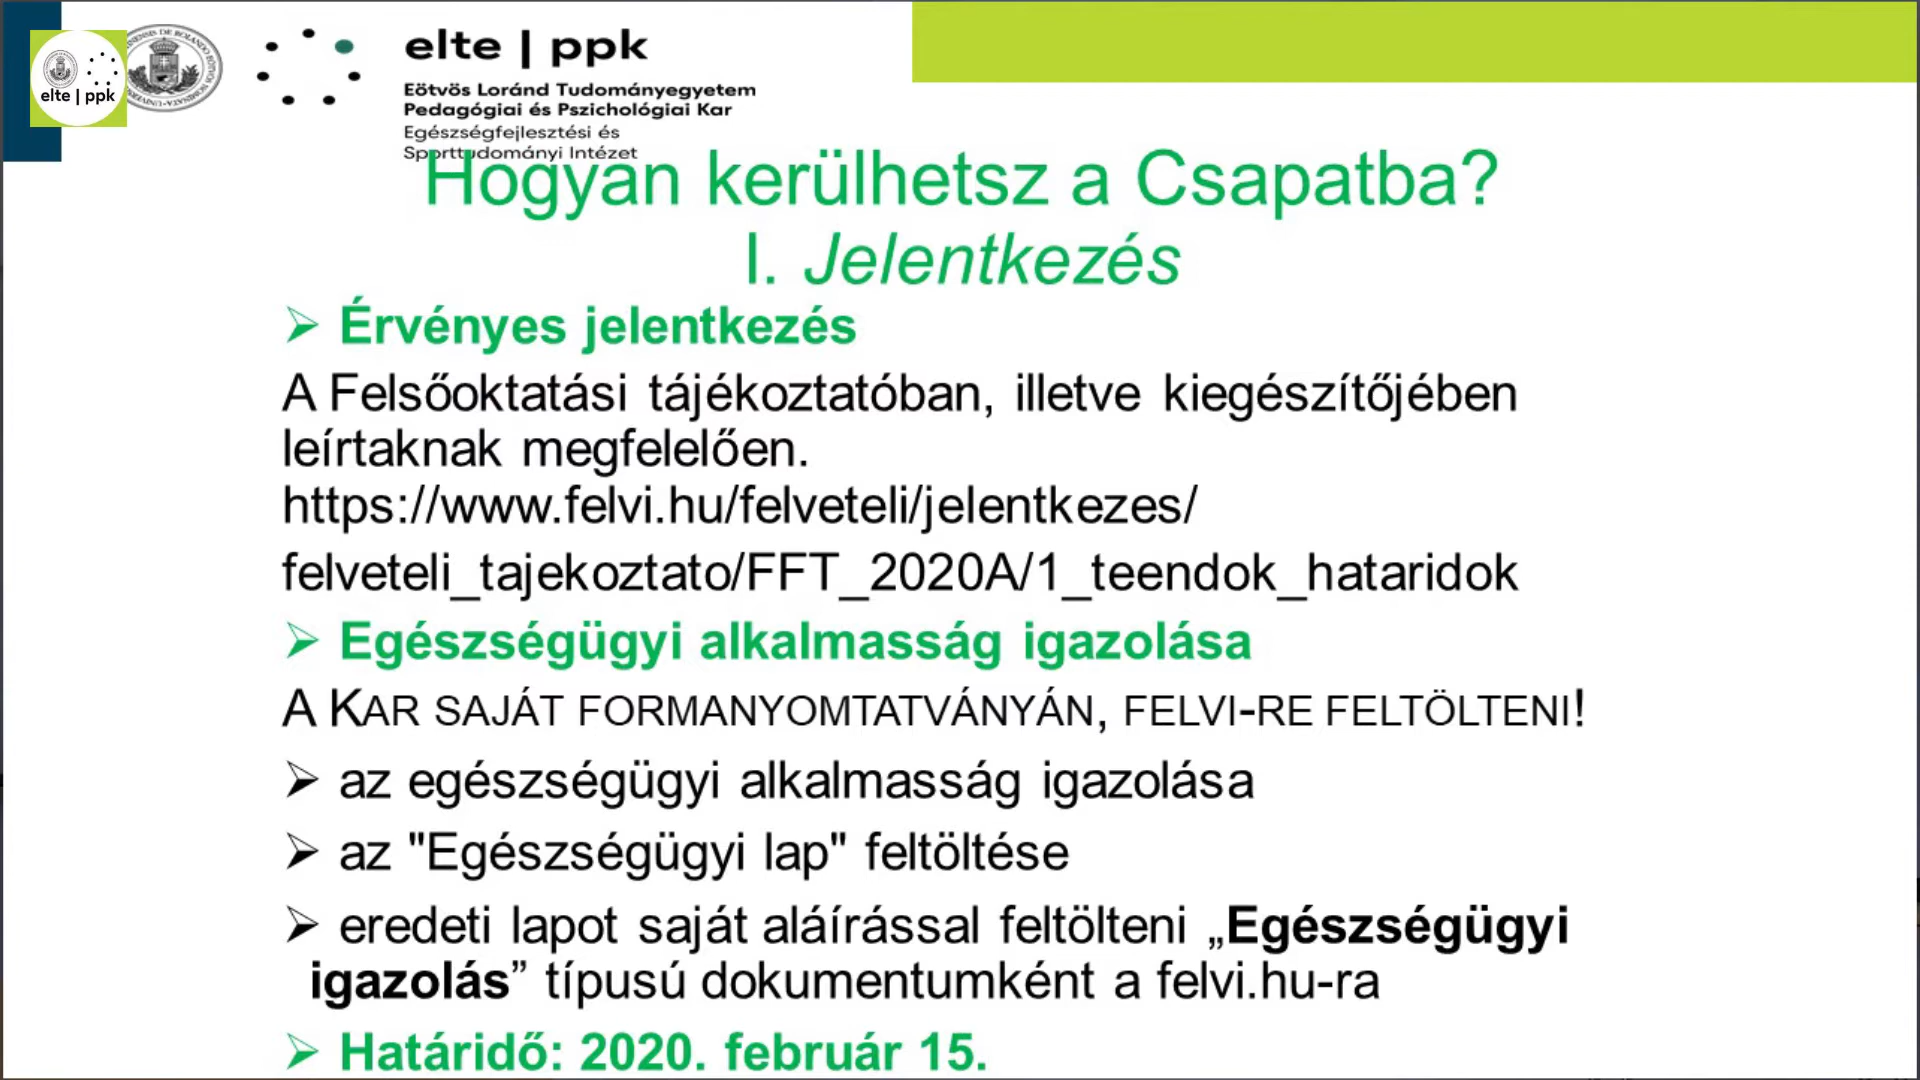 elte | ppk
elte | ppk
Eötvös Loránd Tudományegyetem
Pedagógiai és Pszichológiai Kar
Egészségfejlesztési és
Sporttudományi Intézet
Hogyan kerülhetsz a Csapatba?
I. Jelentkezés
➢ Érvényes jelentkezés
A Felsőoktatási tájékoztatóban, illetve kiegészítőjében
leírtaknak megfelelően.
https://www.felvi.hu/felveteli/jelentkezes/
felveteli_tajekoztato/FFT_2020A/1_teendok_hataridok
➢ Egészségügyi alkalmasság igazolása
A KAR SAJÁT FORMANYOMTATVÁNYÁN, FELVI-RE FELTÖLTENI!
➢ az egészségügyi alkalmasság igazolása
➢ az "Egészségügyi lap" feltöltése
➢ eredeti lapot saját aláírással feltölteni „Egészségügyi
igazolás” típusú dokumentumként a felvi.hu-ra
➢ Határidő: 2020. február 15.